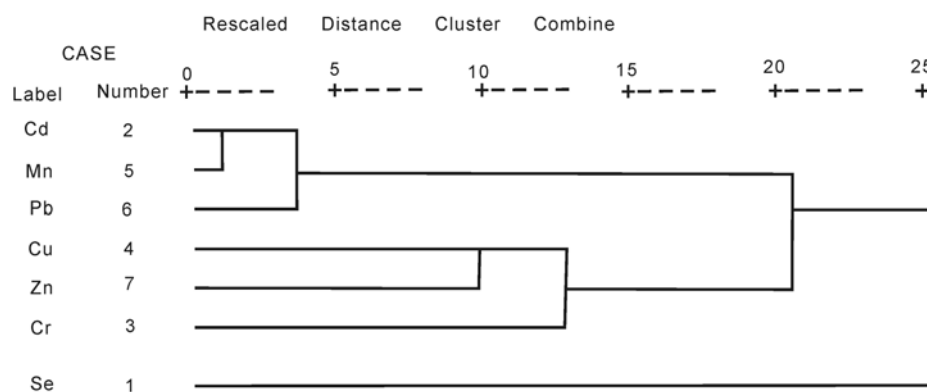 Rescaled Distance Cluster Combine
CASE
0 5 10 15 20 25
Label Number
Cd 2
Mn 5
Pb 6
Cu 4
Zn 7
Cr 3
Se 1